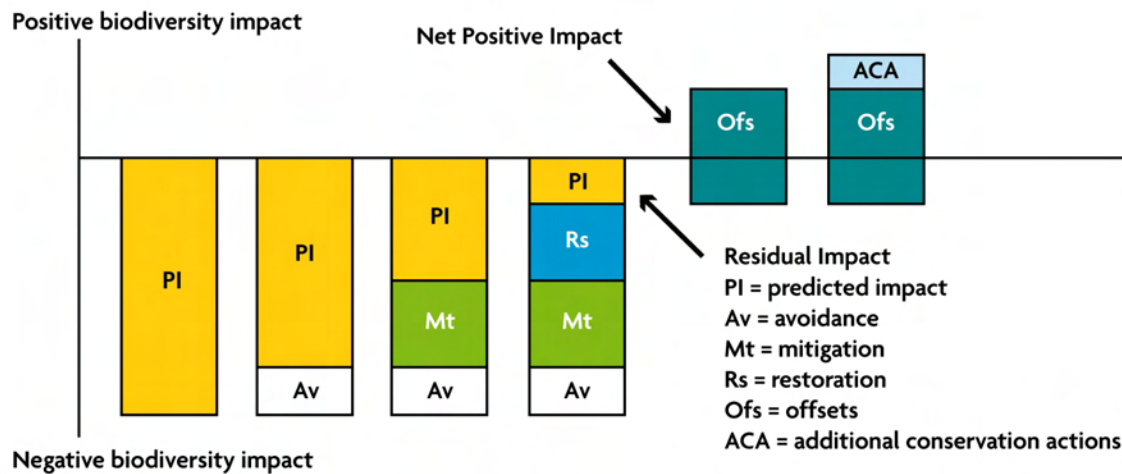 Positive biodiversity impact
Net Positive Impact
ACA
Ofs
Ofs
PI
PI
PI
PI
Rs
Mt
Mt
Av
Av
Av
Residual Impact
PI = predicted impact
Av = avoidance
Mt = mitigation
Rs = restoration
Ofs = offsets
ACA = additional conservation actions
Negative biodiversity impact